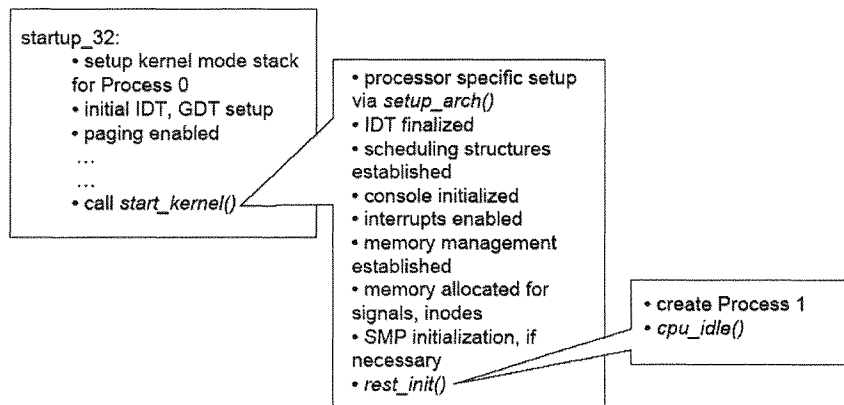 startup_32:
• setup kernel mode stack
for Process 0
• initial IDT, GDT setup
• paging enabled
...
...
• call start_kernel()
• processor specific setup
via setup_arch()
• IDT finalized
• scheduling structures
established
• console initialized
• interrupts enabled
• memory management
established
• memory allocated for
signals, inodes
• SMP initialization, if
necessary
• rest_init()
• create Process 1
• cpu_idle()